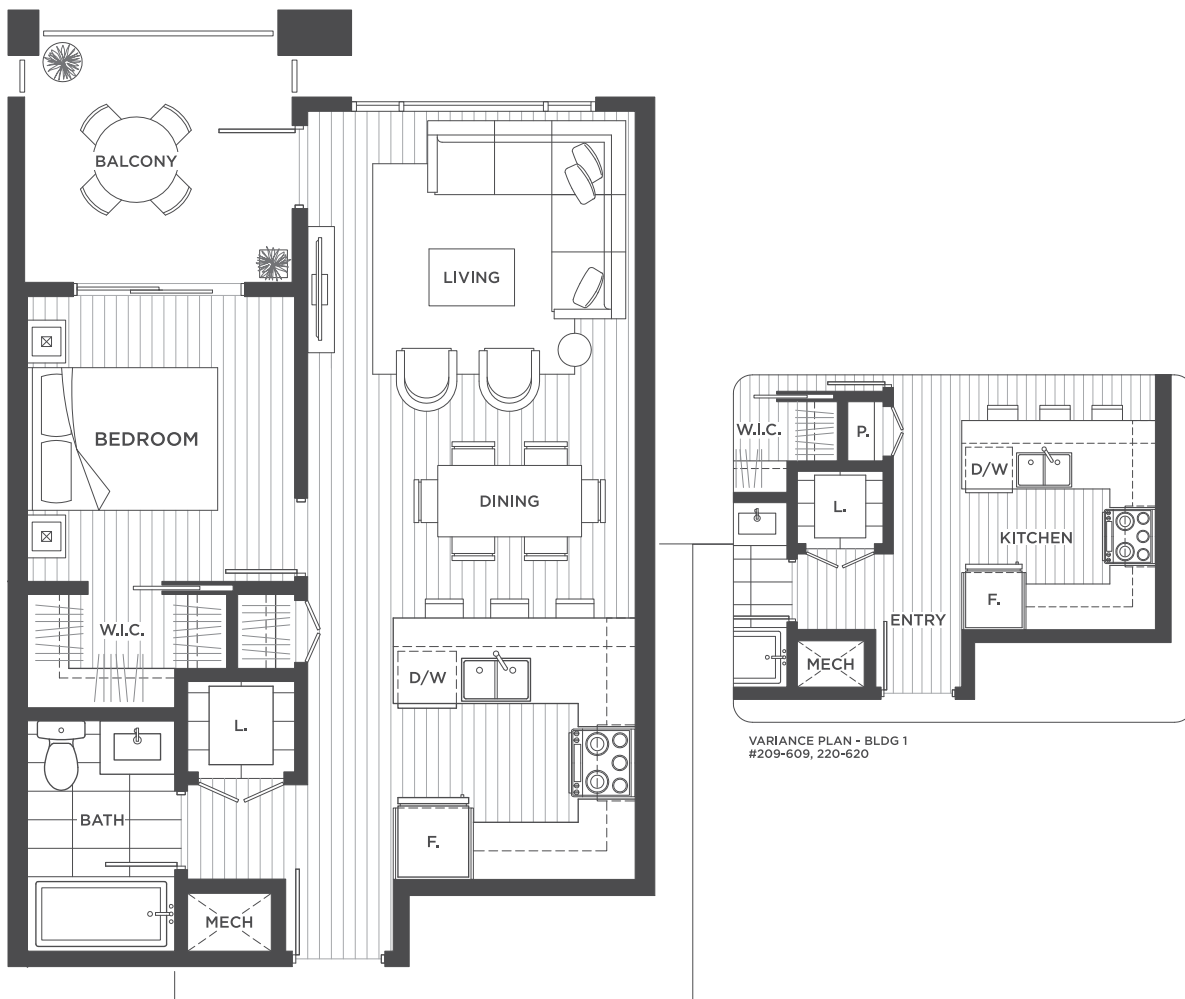 BALCONY
LIVING
BEDROOM
DINING
W.I.C.
D/W
L.
BATH
F.
MECH
W.I.C.
P.
D/W
L.
KITCHEN
F.
ENTRY
MECH
VARIANCE PLAN - BLDG 1
#209-609, 220-620